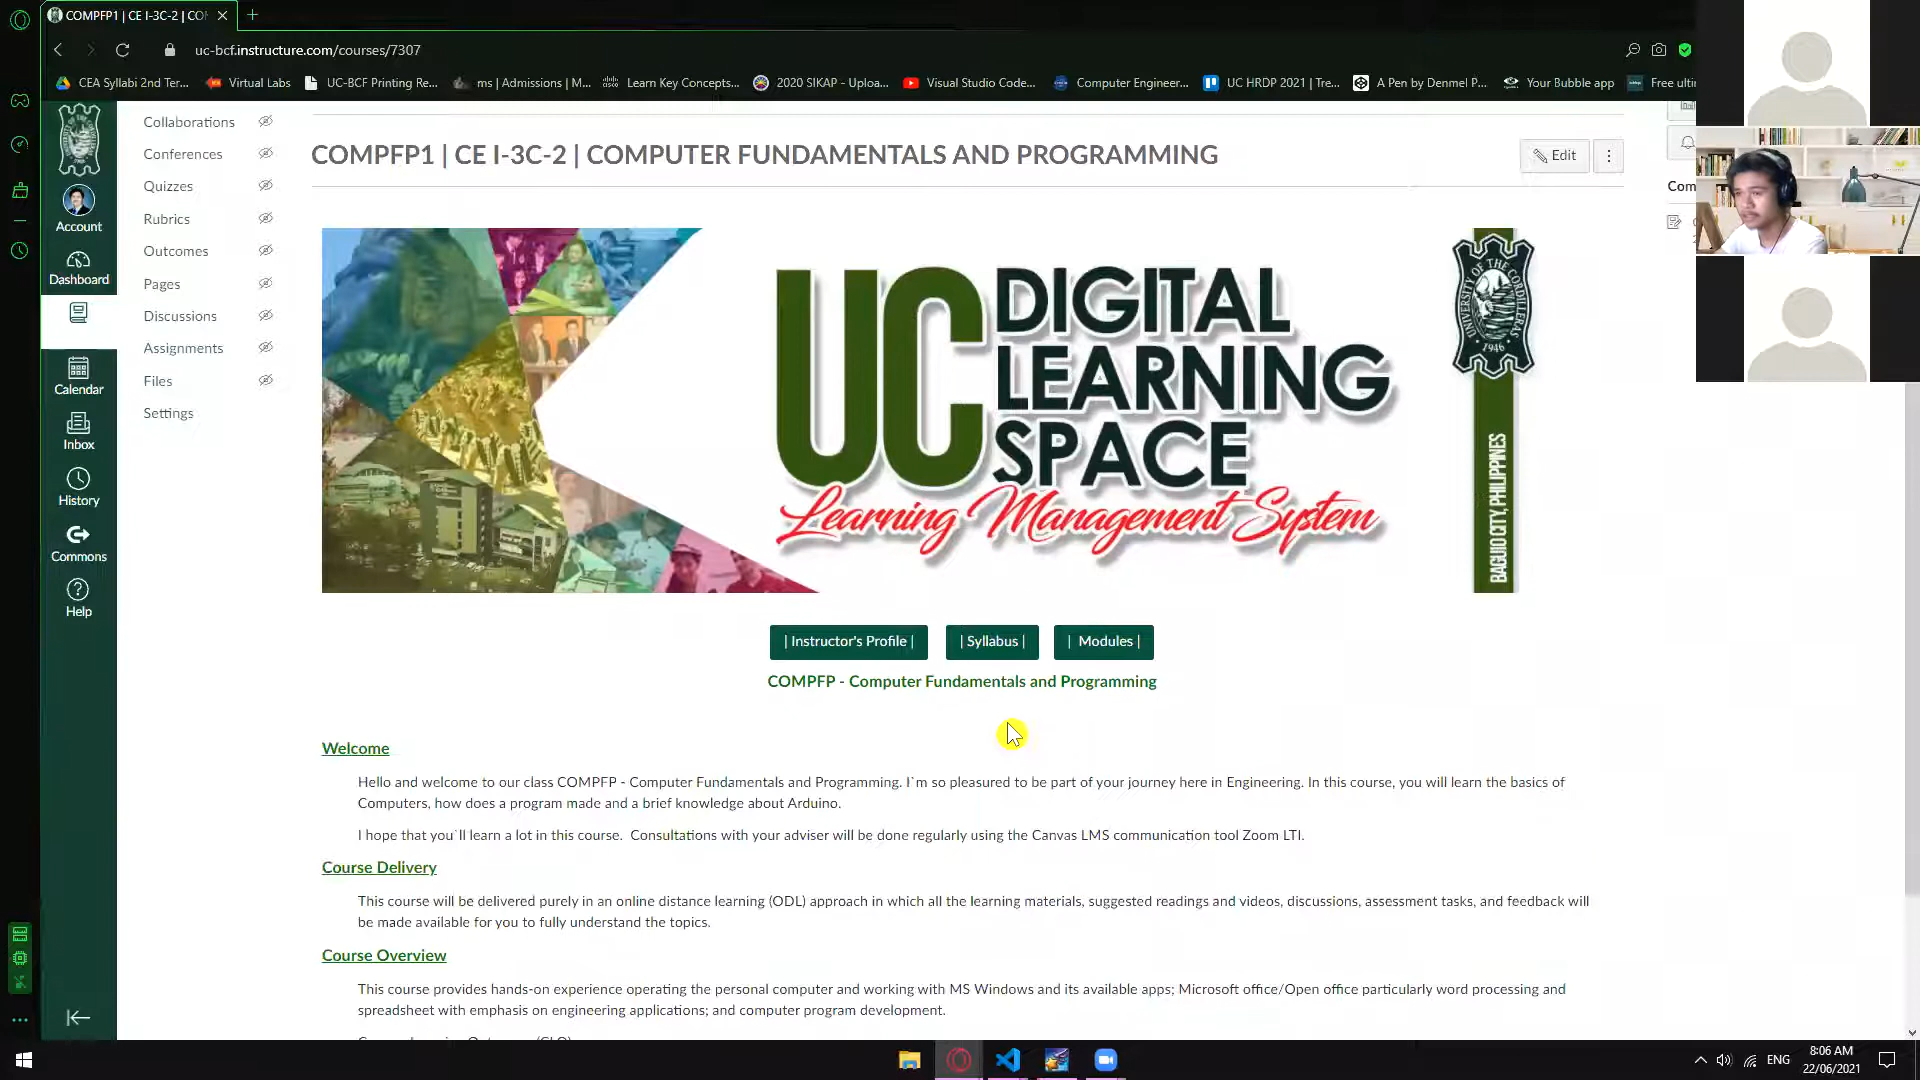 COMPFP1 | CE I-3C-2 | CO
uc-bcf.instructure.com/courses/7307
CEA Syllabi 2nd Ter...
Virtual Labs
UC-BCF Printing Re...
ms | Admissions | M...
Learn Key Concepts...
2020 SIKAP - Uploa...
Visual Studio Code...
Computer Engineer...
UC HRDP 2021 | Tre...
A Pen by Denmel P...
Your Bubble app
Free ulti
Collaborations
Conferences
Quizzes
Rubrics
Outcomes
Pages
Discussions
Assignments
Files
Settings
Account
Dashboard
Calendar
Inbox
History
Commons
Help
COMPFP1 | CE I-3C-2 | COMPUTER FUNDAMENTALS AND PROGRAMMING
Edit
Com
UC DIGITAL
LEARNING
SPACE
Learning Management System
UNIVERSITY OF THE CORDILLERAS
1946
BAGUIO CITY, PHILIPPINES
| Instructor's Profile |
| Syllabus |
| Modules |
COMPFP - Computer Fundamentals and Programming
Welcome
Hello and welcome to our class COMPFP - Computer Fundamentals and Programming. I`m so pleasured to be part of your journey here in Engineering. In this course, you will learn the basics of
Computers, how does a program made and a brief knowledge about Arduino.
I hope that you`ll learn a lot in this course. Consultations with your adviser will be done regularly using the Canvas LMS communication tool Zoom LTI.
Course Delivery
This course will be delivered purely in an online distance learning (ODL) approach in which all the learning materials, suggested readings and videos, discussions, assessment tasks, and feedback will
be made available for you to fully understand the topics.
Course Overview
This course provides hands-on experience operating the personal computer and working with MS Windows and its available apps; Microsoft office/Open office particularly word processing and
spreadsheet with emphasis on engineering applications; and computer program development.
ENG
8:06 AM
22/06/2021